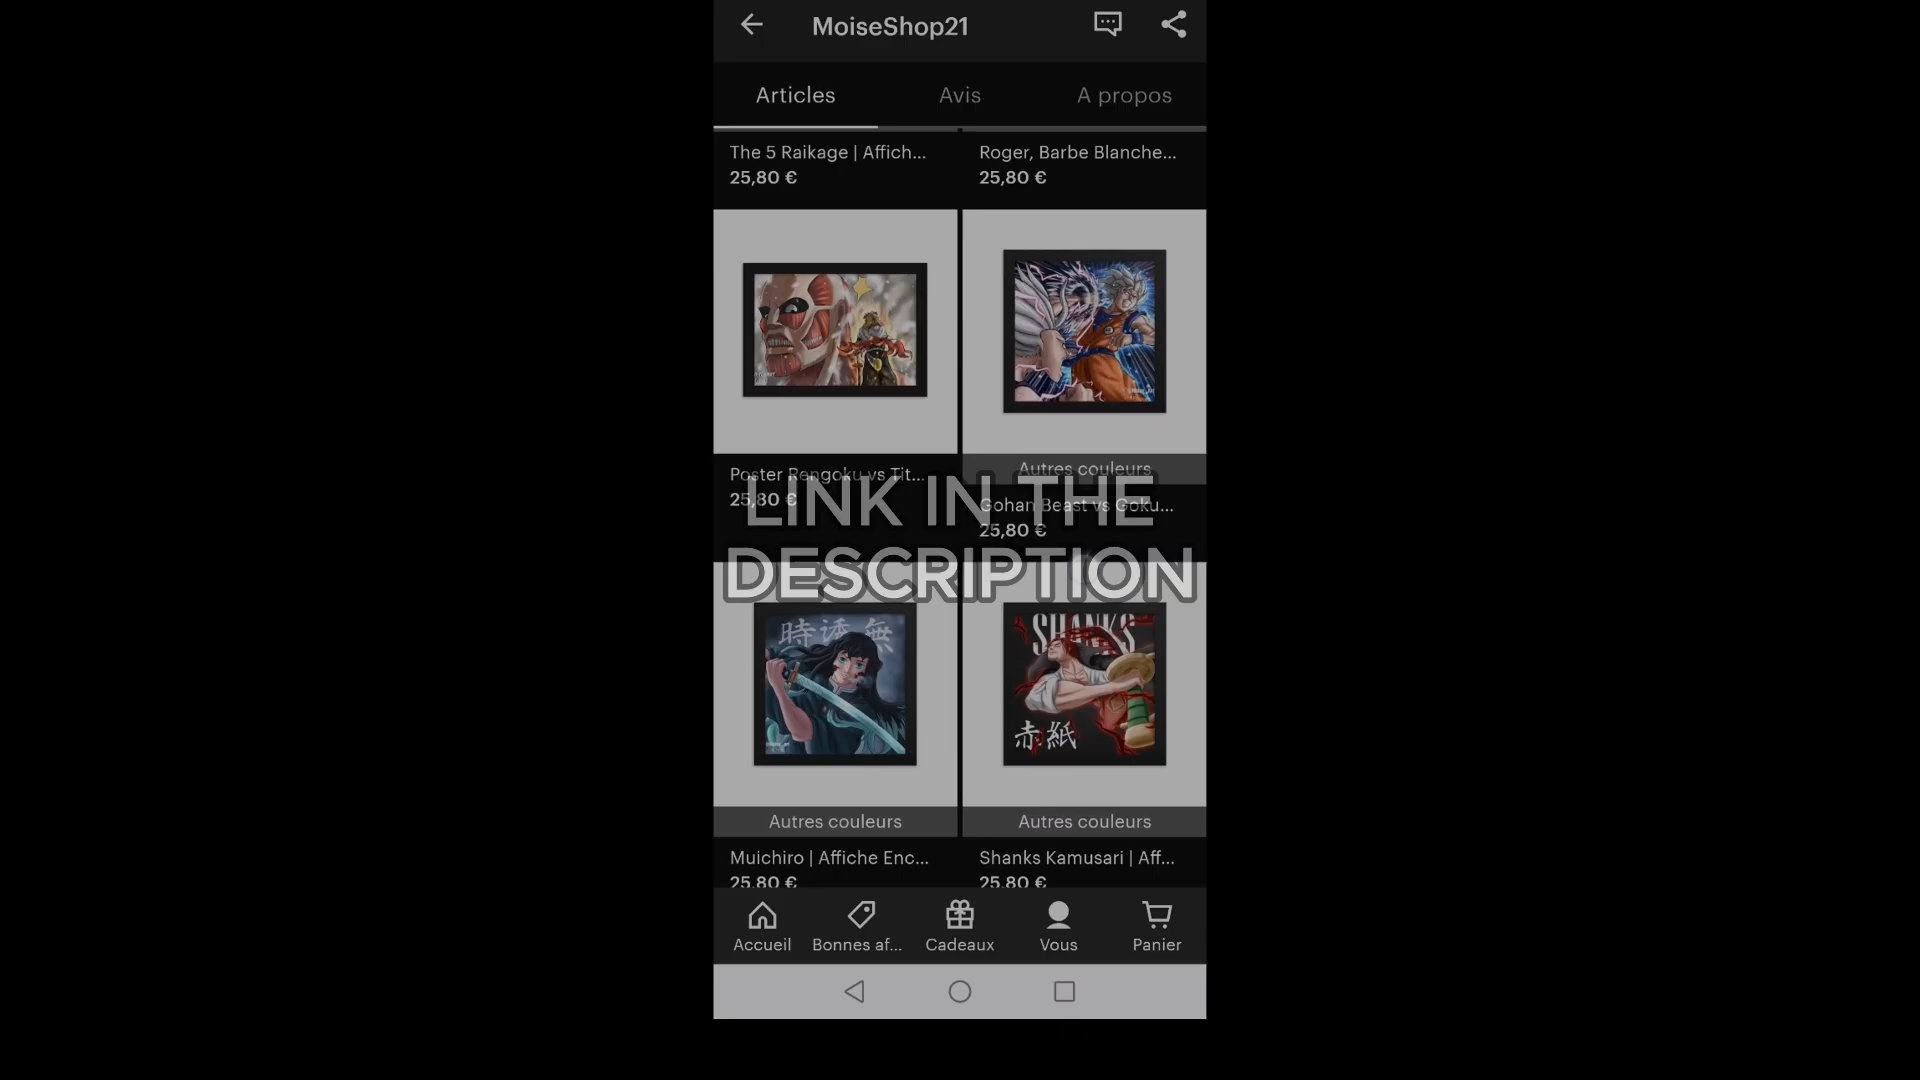 MoiseShop21
Articles Avis A propos
The 5 Raikage | Affich... Roger, Barbe Blanche...
25,80 € 25,80 €
Autres couleurs
Poster Rengoku vs Tit... Gohan Beast vs Goku...
25,80 € 25,80 €
LINK IN THE
DESCRIPTION
SHANKS
Autres couleurs Autres couleurs
Muichiro | Affiche Enc... Shanks Kamusari | Aff...
25,80 € 25,80 €
Accueil Bonnes af... Cadeaux Vous Panier